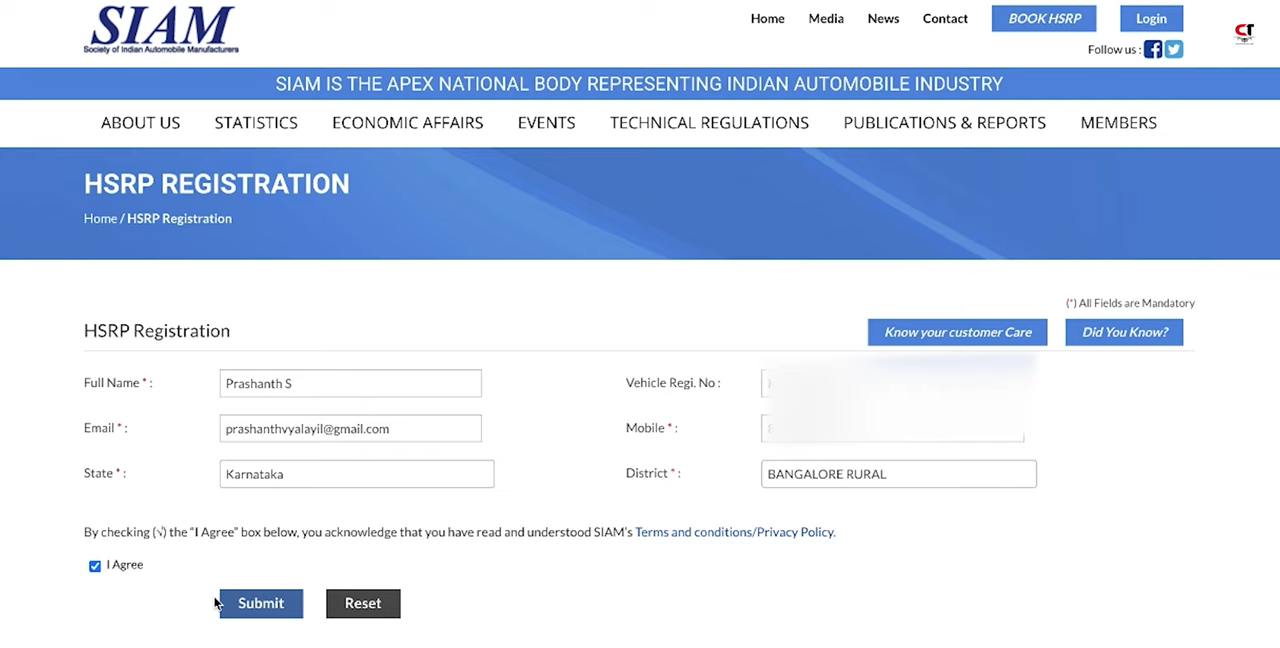 SIAM
Society of Indian Automobile Manufacturers
Home Media News Contact BOOK HSRP Login
Follow us :
SIAM IS THE APEX NATIONAL BODY REPRESENTING INDIAN AUTOMOBILE INDUSTRY
ABOUT US STATISTICS ECONOMIC AFFAIRS EVENTS TECHNICAL REGULATIONS PUBLICATIONS & REPORTS MEMBERS
HSRP REGISTRATION
Home / HSRP Registration
(*) All Fields are Mandatory
HSRP Registration Know your customer Care Did You Know?
Full Name * : Prashanth S Vehicle Regi. No :
Email * : prashanthvyalayil@gmail.com Mobile * :
State * : Karnataka District * : BANGALORE RURAL
By checking (√) the “I Agree” box below, you acknowledge that you have read and understood SIAM's Terms and conditions/Privacy Policy.
I Agree
Submit Reset